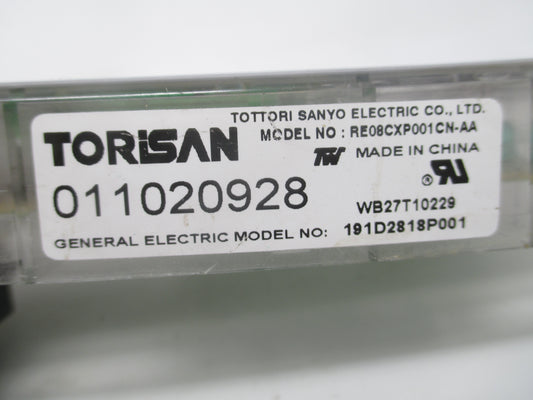 TOTTORI SANYO ELECTRIC CO., LTD.
TORiSAN
MODEL NO : RE08CXP001CN-AA
MADE IN CHINA
011020928
WB27T10229
GENERAL ELECTRIC MODEL NO: 191D2818P001